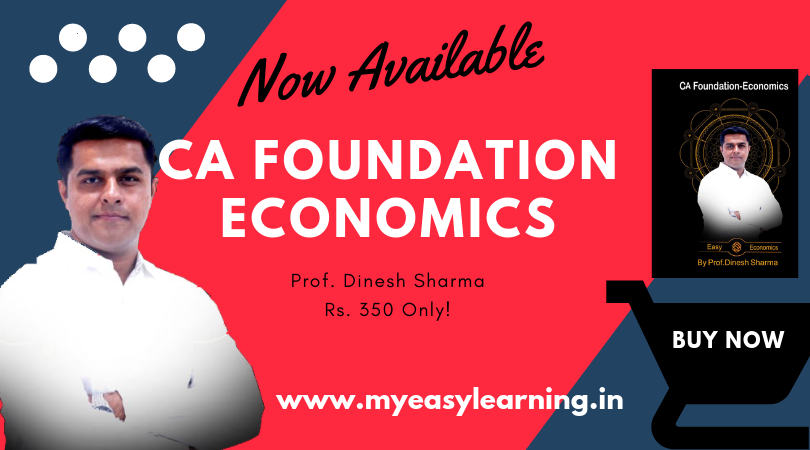 Now Available
CA FOUNDATION
ECONOMICS
Prof. Dinesh Sharma
Rs. 350 Only!
www.myeasylearning.in
CA Foundation-Economics
Easy Economics
By Prof.Dinesh Sharma
BUY NOW